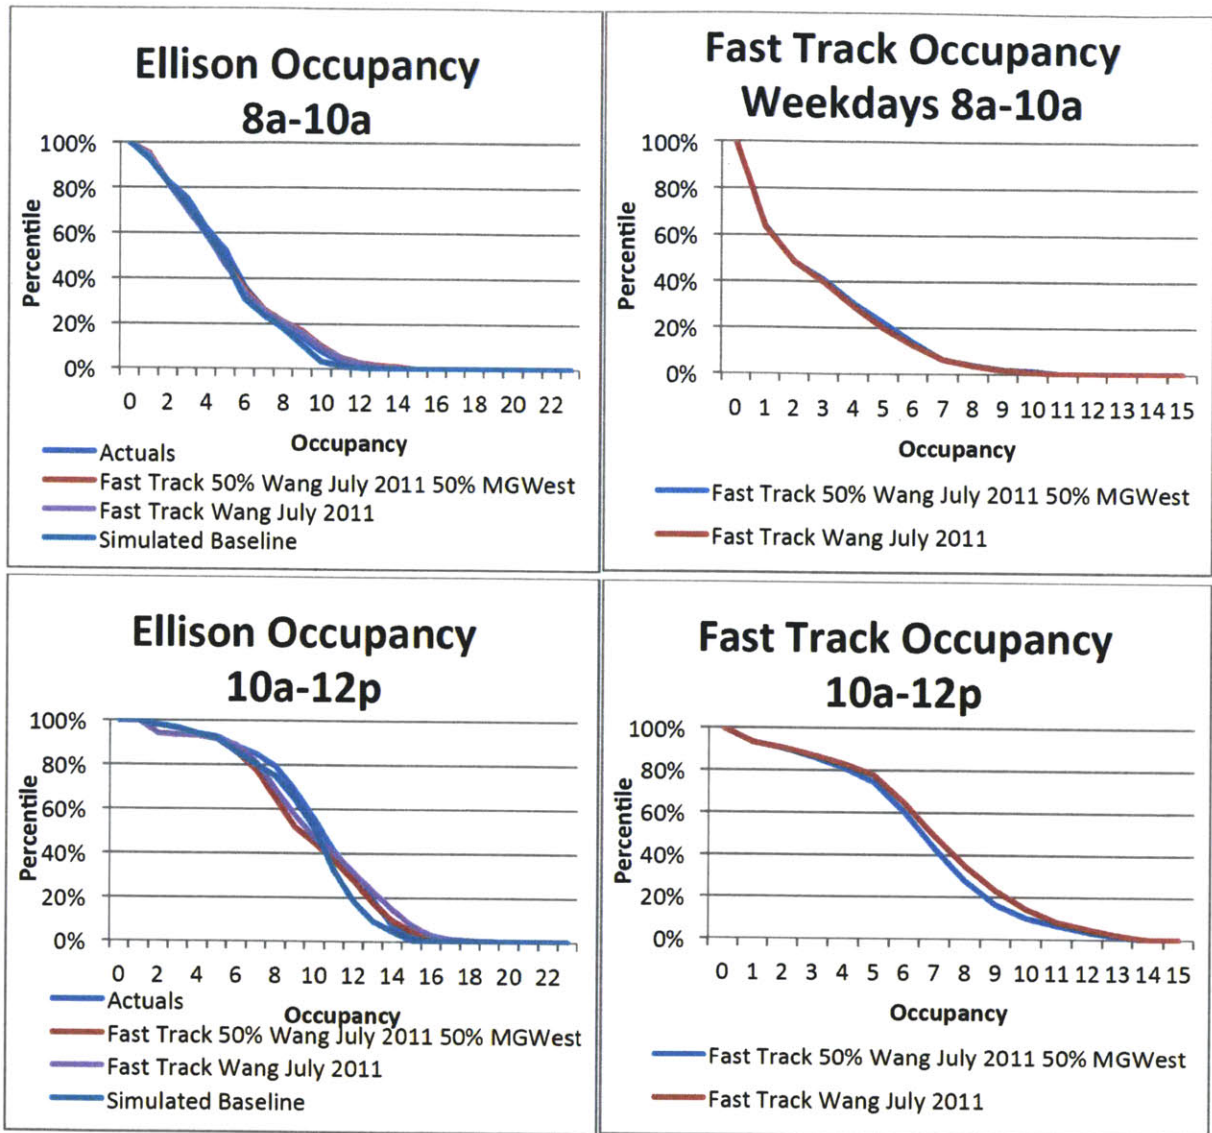 Ellison Occupancy
8a-10a
Percentile
100%
80%
60%
40%
20%
0%
0 2 4 6 8 10 12 14 16 18 20 22
Occupancy
Actuals
Fast Track 50% Wang July 2011 50% MGWest
Fast Track Wang July 2011
Simulated Baseline
Fast Track Occupancy
Weekdays 8a-10a
Percentile
100%
80%
60%
40%
20%
0%
0 1 2 3 4 5 6 7 8 9 10 11 12 13 14 15
Occupancy
Fast Track 50% Wang July 2011 50% MGWest
Fast Track Wang July 2011
Ellison Occupancy
10a-12p
Percentile
100%
80%
60%
40%
20%
0%
0 2 4 6 8 10 12 14 16 18 20 22
Occupancy
Actuals
Fast Track 50% Wang July 2011 50% MGWest
Fast Track Wang July 2011
Simulated Baseline
Fast Track Occupancy
10a-12p
Percentile
100%
80%
60%
40%
20%
0%
0 1 2 3 4 5 6 7 8 9 10 11 12 13 14 15
Occupancy
Fast Track 50% Wang July 2011 50% MGWest
Fast Track Wang July 2011